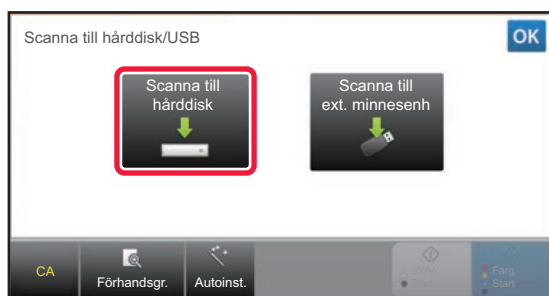 Scanna till hårddisk/USB
OK
Scanna till
hårddisk
Scanna till
ext. minnesenh
CA
Förhandsgr.
Autoinst.
Färg
Start